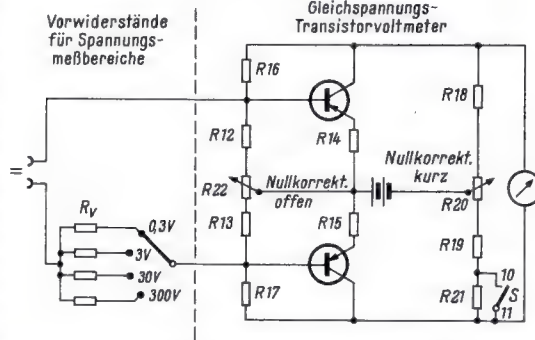 Vorwiderstände
für Spannungs-
meßbereiche
Gleichspannungs-
Transistorvoltmeter
R16
R18
R12
R14
R22
Nullkorrekt.
offen
Nullkorrekt.
kurz
R20
=
R_V
0,3V
3V
30V
300V
R13
R15
R19
R17
R21
10
S
11